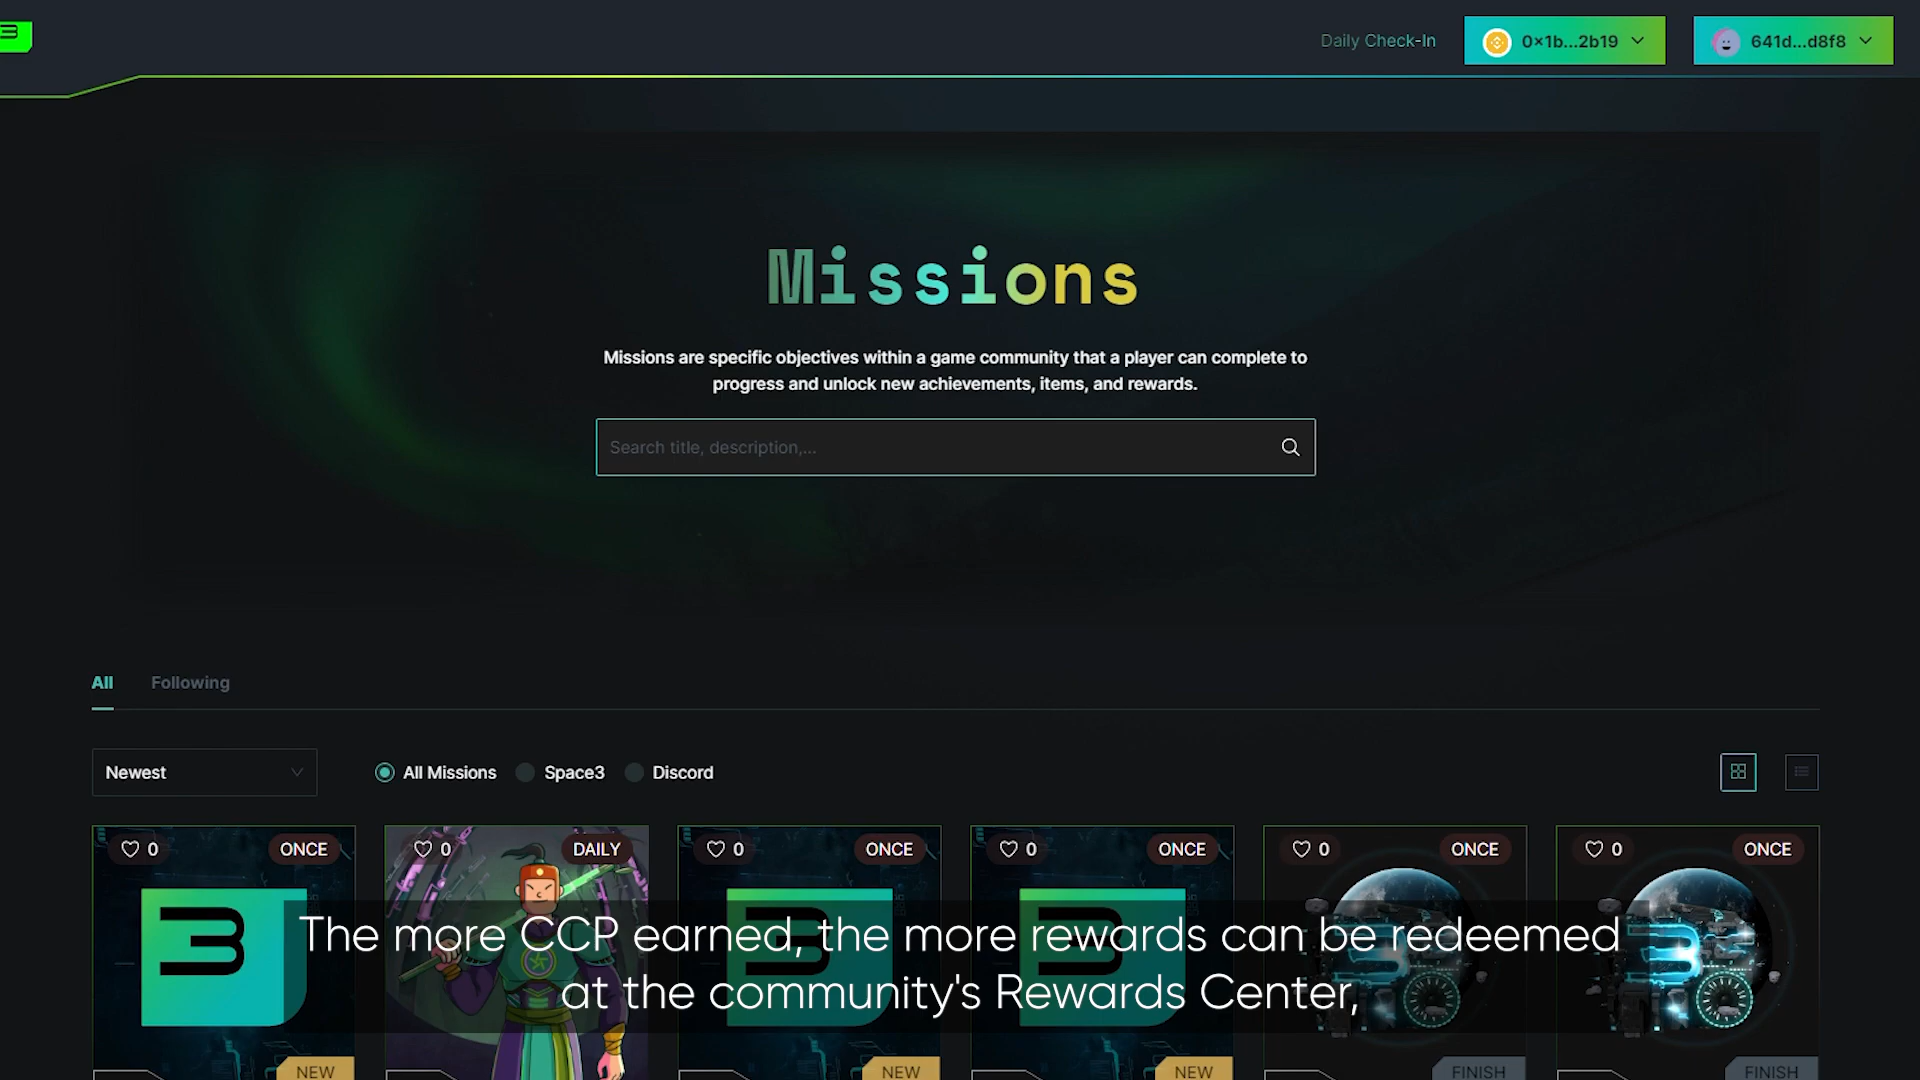 Daily Check-In
0x1b...2b19
641d...d8f8
Missions
Missions are specific objectives within a game community that a player can complete to
progress and unlock new achievements, items, and rewards.
Search title, description,...
All
Following
Newest
All Missions
Space3
Discord
0 ONCE
0 DAILY
0 ONCE
0 ONCE
0 ONCE
0 ONCE
The more CCP earned, the more rewards can be redeemed
at the community's Rewards Center,
NEW
NEW
NEW
FINISH
FINISH